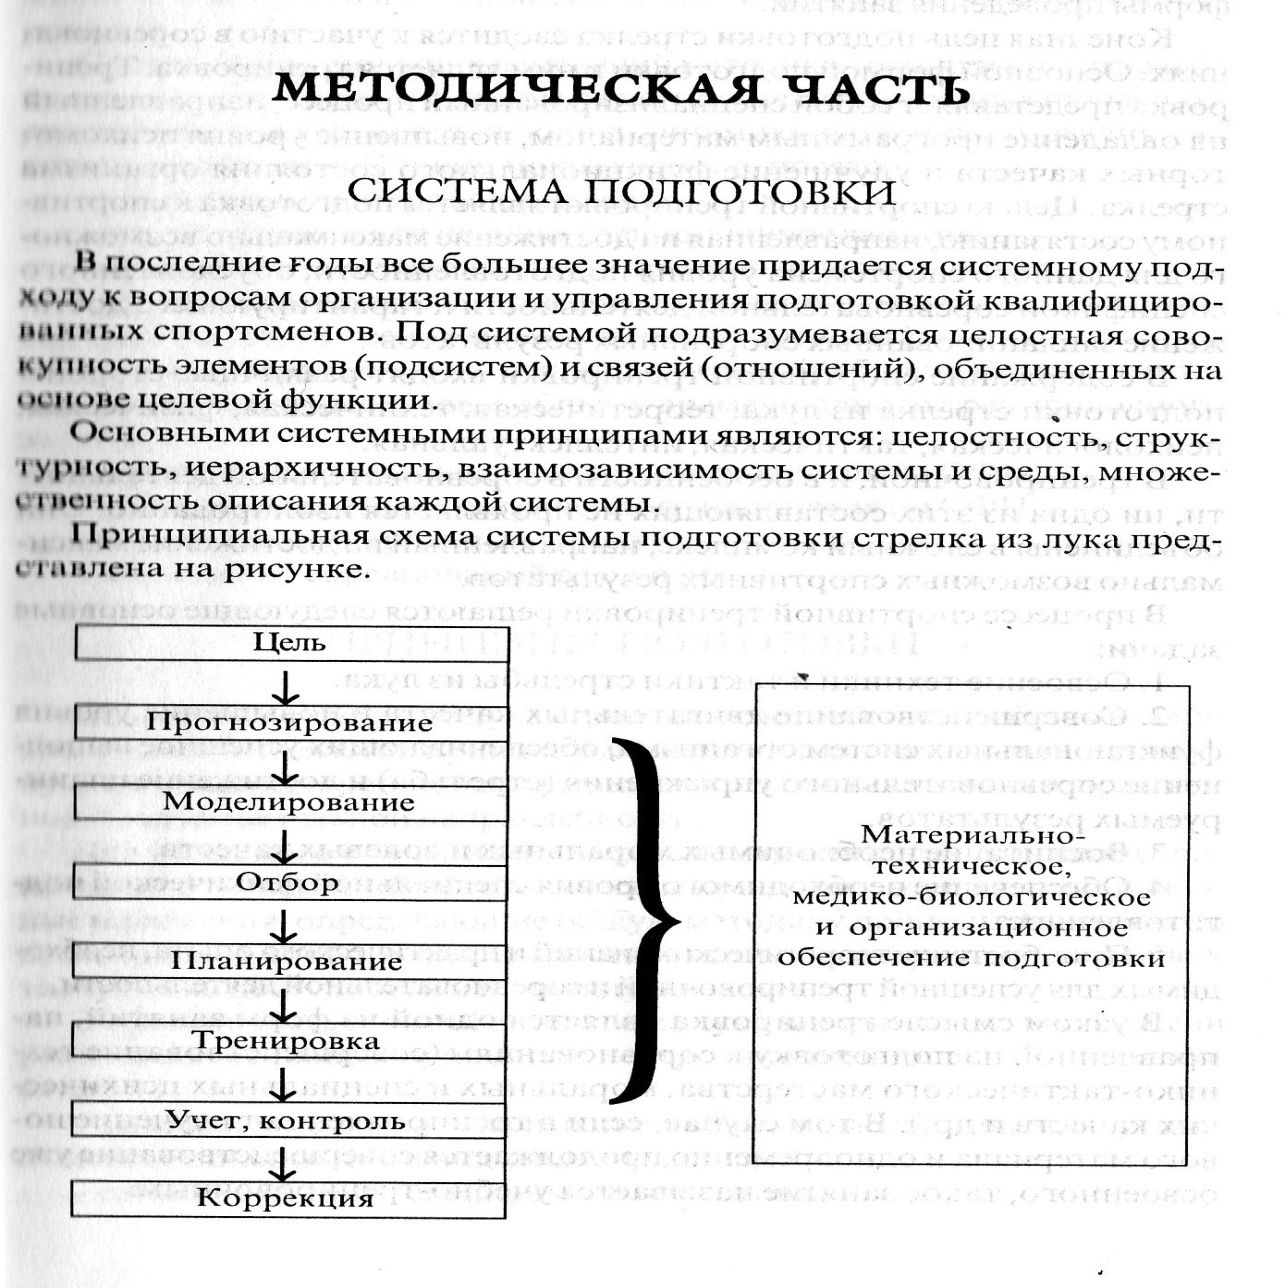 МЕТОДИЧЕСКАЯ ЧАСТЬ
СИСТЕМА ПОДГОТОВКИ
В последние годы все большее значение придается системному под-
ходу к вопросам организации и управления подготовкой квалифициро-
ванных спортсменов. Под системой подразумевается целостная сово-
купность элементов (подсистем) и связей (отношений), объединенных на
основе целевой функции.
Основными системными принципами являются: целостность, струк-
турность, иерархичность, взаимозависимость системы и среды, множе-
ственность описания каждой системы.
Принципиальная схема системы подготовки стрелка из лука пред-
ставлена на рисунке.
Цель
Прогнозирование
Моделирование
Отбор
Планирование
Тренировка
Учет, контроль
Коррекция
Материально-
техническое,
медико-биологическое
и организационное
обеспечение подготовки